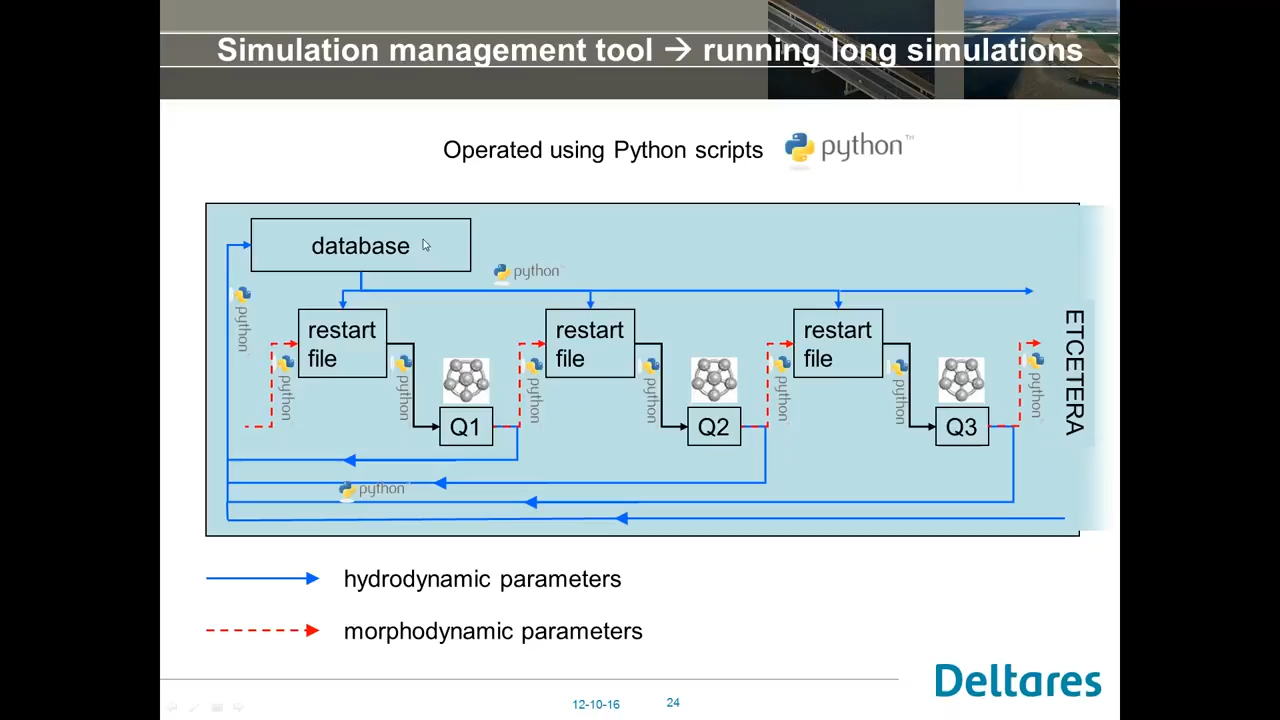 Simulation management tool → running long simulations
Operated using Python scripts
python™
database
python
python
restart
file
restart
file
restart
file
python
python
python
python
python
python
python
Q1
Q2
Q3
ETCETERA
python
hydrodynamic parameters
morphodynamic parameters
Deltares
12-10-16
24